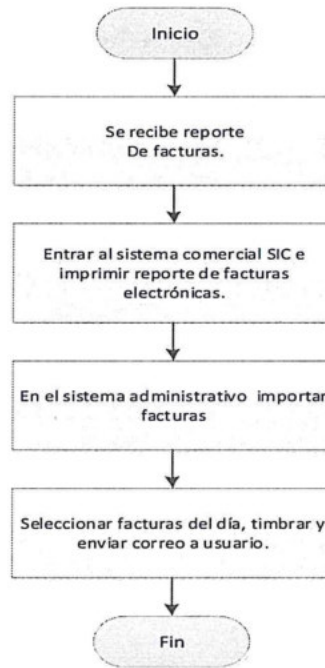 Inicio
Se recibe reporte
De facturas.
Entrar al sistema comercial SIC e
imprimir reporte de facturas
electrónicas.
En el sistema administrativo importar
facturas
Seleccionar facturas del día, timbrar y
enviar correo a usuario.
Fin